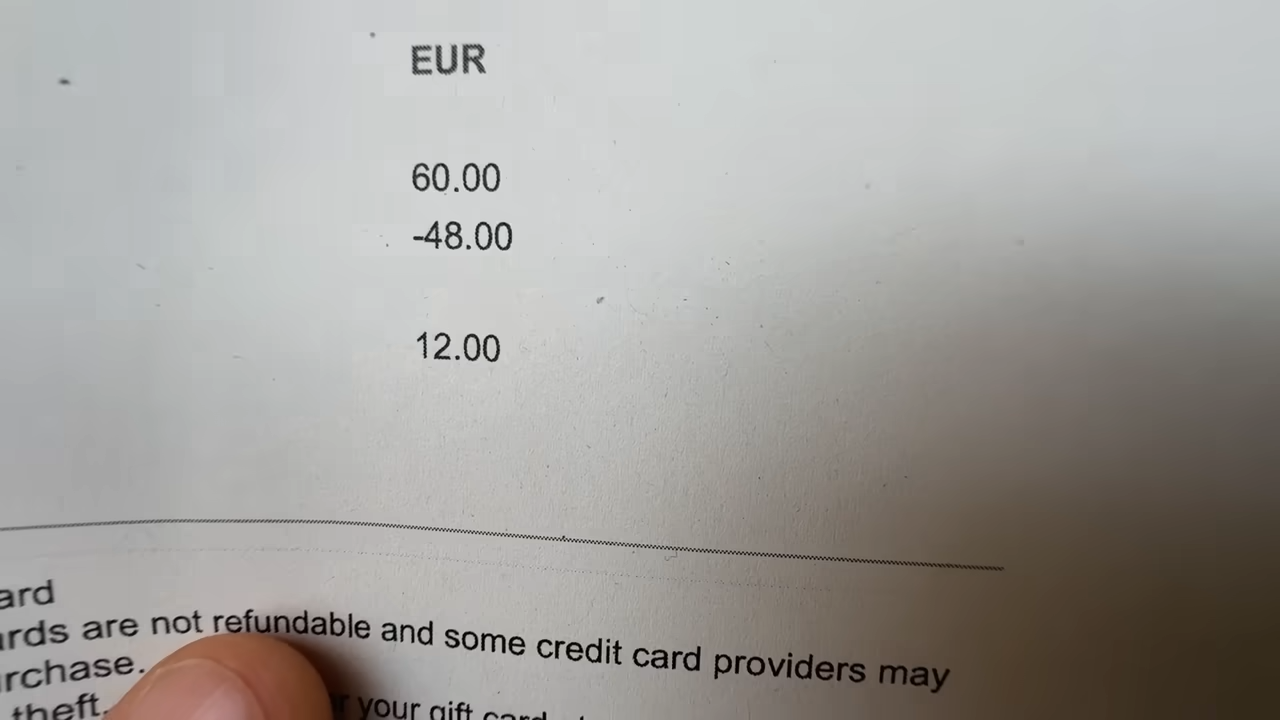 EUR
60.00
-48.00
12.00
ard
rds are not refundable and some credit card providers may
rchase.
theft.
your gift card